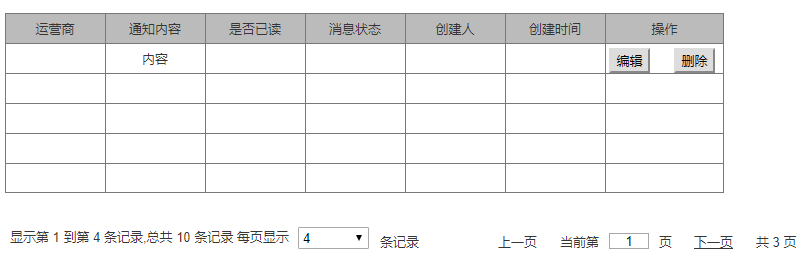 运营商 通知内容 是否已读 消息状态 创建人 创建时间 操作
内容 编辑 删除
显示第 1 到第 4 条记录,总共 10 条记录 每页显示 4 条记录 上一页 当前第 1 页 下一页 共 3 页